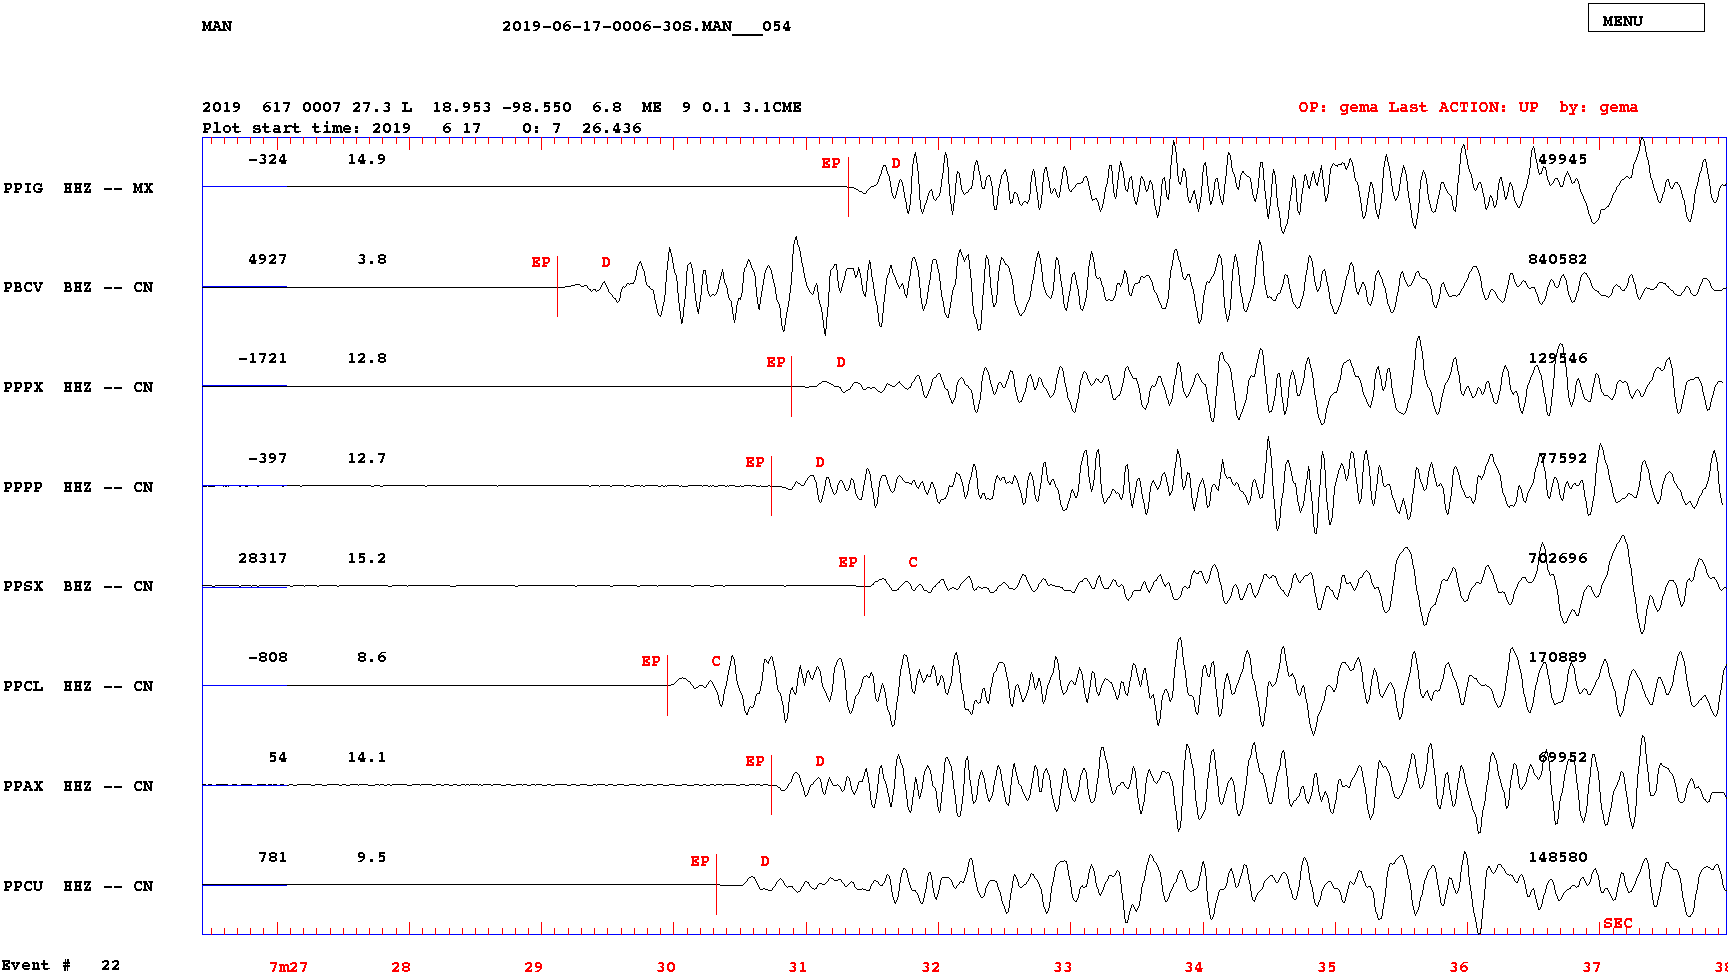 MAN 2019-06-17-0006-30S.MAN___054 MENU
2019 617 0007 27.3 L 18.953 -98.550 6.8 ME 9 0.1 3.1CME OP: gema Last ACTION: UP by: gema
Plot start time: 2019 6 17 0: 7 26.436
-324 14.9 EP D 49945
PPIG HHZ -- MX
4927 3.8 EP D 840582
PBCV BHZ -- CN
-1721 12.8 EP D 129546
PPPX HHZ -- CN
-397 12.7 EP D 77592
PPPP HHZ -- CN
28317 15.2 EP C 702696
PPSX BHZ -- CN
-808 8.6 EP C 170889
PPCL HHZ -- CN
54 14.1 EP D 69952
PPAX HHZ -- CN
781 9.5 EP D 148580
PPCU HHZ -- CN
SEC
Event # 22 7m27 28 29 30 31 32 33 34 35 36 37